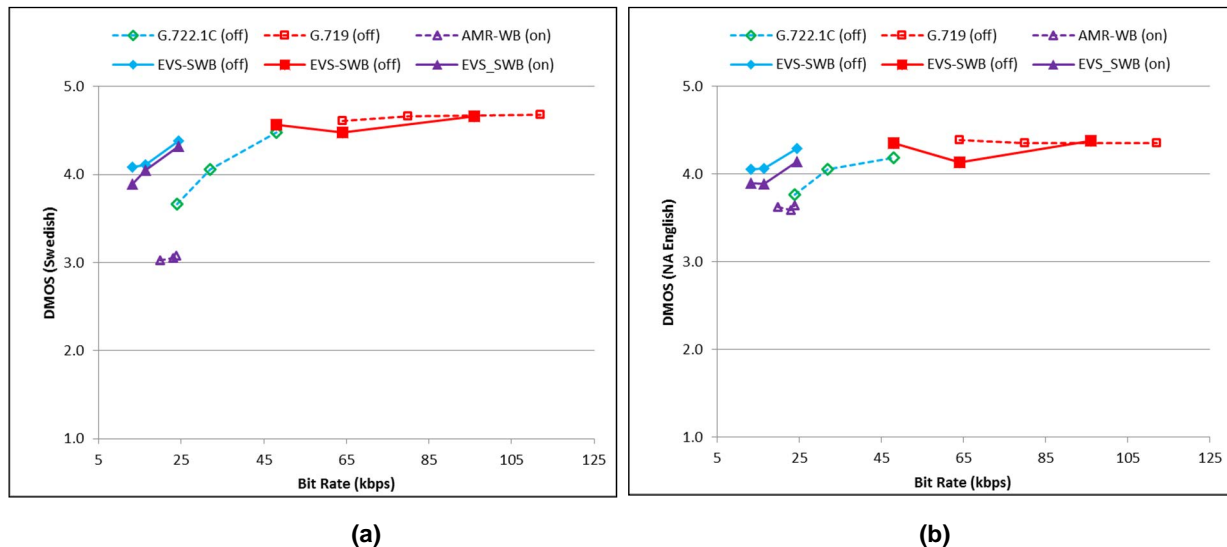 G.722.1C (off) G.719 (off) AMR-WB (on)
EVS-SWB (off) EVS-SWB (off) EVS_SWB (on)
5.0
4.0
3.0
2.0
1.0
DMOS (Swedish)
5 25 45 65 85 105 125
Bit Rate (kbps)
(a)
G.722.1C (off) G.719 (off) AMR-WB (on)
EVS-SWB (off) EVS-SWB (off) EVS_SWB (on)
5.0
4.0
3.0
2.0
1.0
DMOS (NA English)
5 25 45 65 85 105 125
Bit Rate (kbps)
(b)